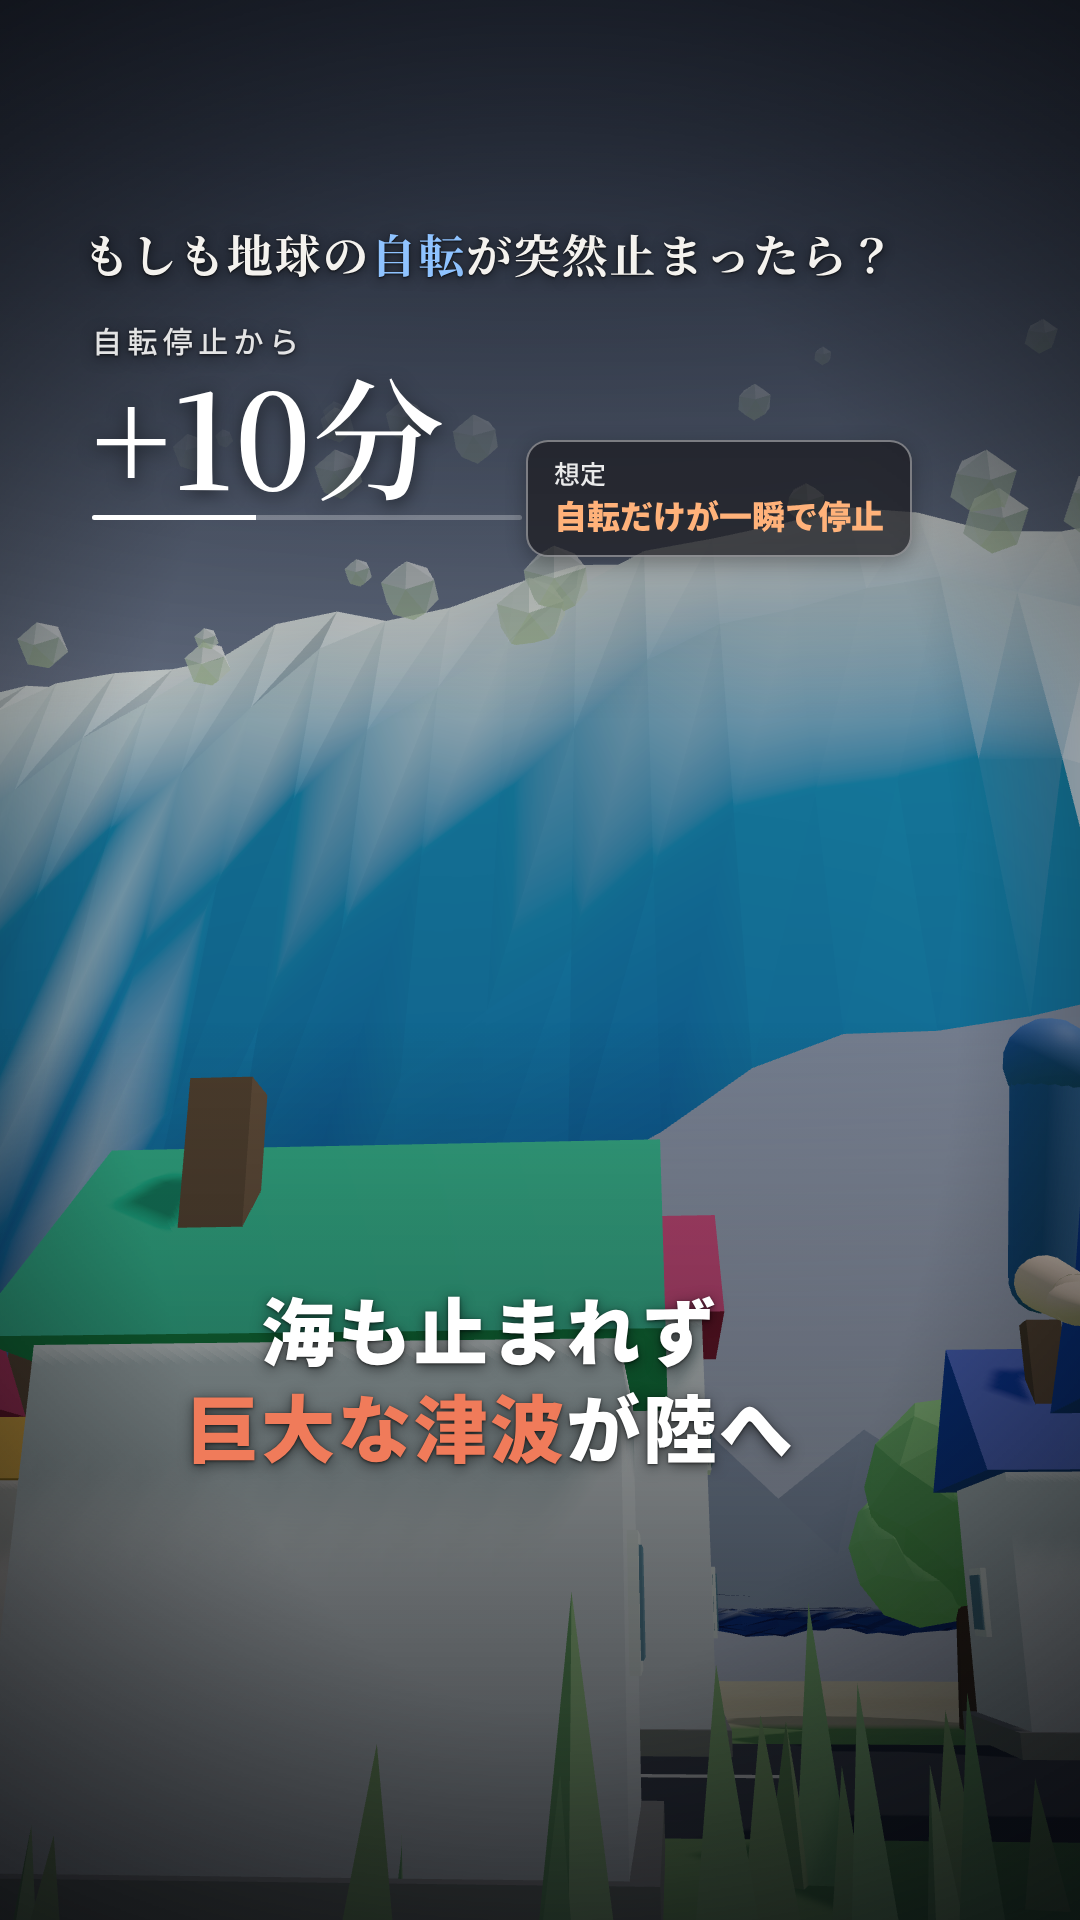 もしも地球の自転が突然止まったら？
自転停止から
+10分
想定
自転だけが一瞬で停止
海も止まれず
巨大な津波が陸へ